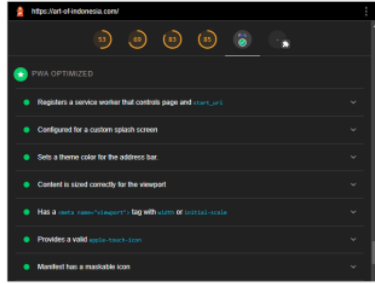 https://art-of-indonesia.com/
53 69 83 85
PWA OPTIMIZED
Registers a service worker that controls page and start_url
Configured for a custom splash screen
Sets a theme color for the address bar.
Content is sized correctly for the viewport
Has a <meta name="viewport"> tag with width or initial-scale
Provides a valid apple-touch-icon
Manifest has a maskable icon